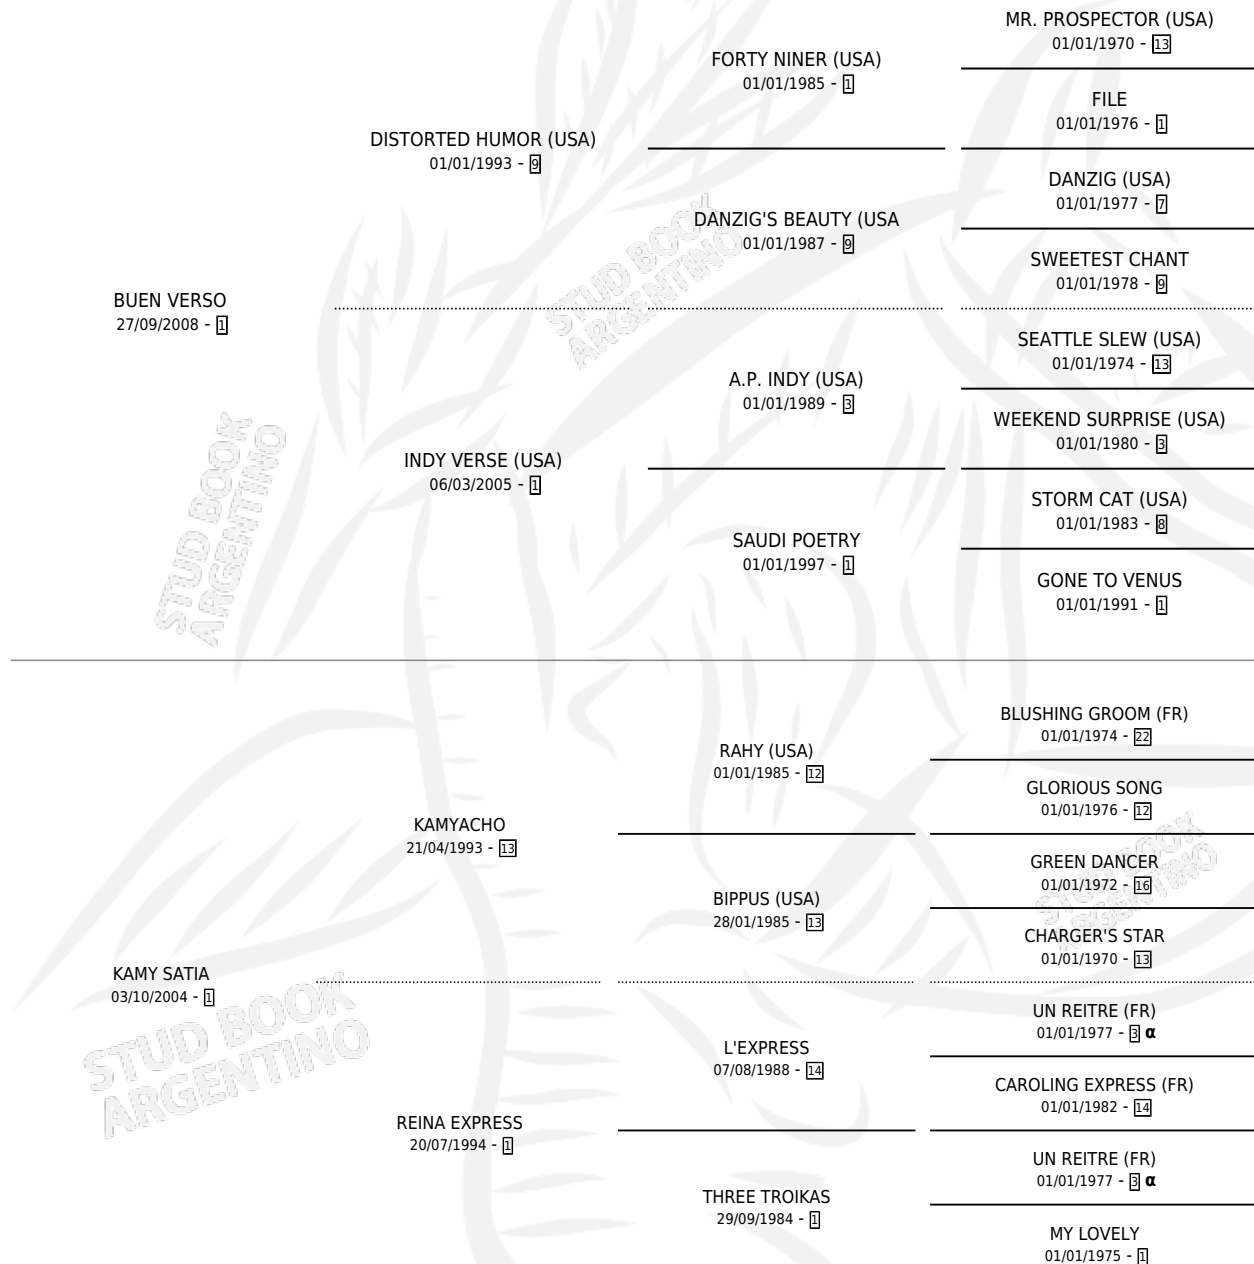 MR. PROSPECTOR (USA)
01/01/1970 - 13
FORTY NINER (USA)
01/01/1985 - 1
FILE
01/01/1976 - 1
DISTORTED HUMOR (USA)
01/01/1993 - 9
DANZIG (USA)
01/01/1977 - 7
DANZIG'S BEAUTY (USA
01/01/1987 - 9
SWEETEST CHANT
01/01/1978 - 9
BUEN VERSO
27/09/2008 - 1
STUD BOOK
ARGENTINO
SEATTLE SLEW (USA)
01/01/1974 - 13
A.P. INDY (USA)
01/01/1989 - 3
WEEKEND SURPRISE (USA)
01/01/1980 - 3
INDY VERSE (USA)
06/03/2005 - 1
STORM CAT (USA)
01/01/1983 - 8
SAUDI POETRY
01/01/1997 - 1
GONE TO VENUS
01/01/1991 - 1
STUD BOOK
ARGENTINO
BLUSHING GROOM (FR)
01/01/1974 - 22
RAHY (USA)
01/01/1985 - 12
GLORIOUS SONG
01/01/1976 - 12
KAMYACHO
21/04/1993 - 13
GREEN DANCER
01/01/1972 - 16
STUD BOOK
ARGENTINO
BIPPUS (USA)
28/01/1985 - 13
CHARGER'S STAR
01/01/1970 - 13
KAMY SATIA
03/10/2004 - 1
STUD BOOK
ARGENTINO
UN REITRE (FR)
01/01/1977 - 3 α
L'EXPRESS
07/08/1988 - 14
CAROLING EXPRESS (FR)
01/01/1982 - 14
REINA EXPRESS
20/07/1994 - 1
UN REITRE (FR)
01/01/1977 - 3 α
THREE TROIKAS
29/09/1984 - 1
MY LOVELY
01/01/1975 - 1